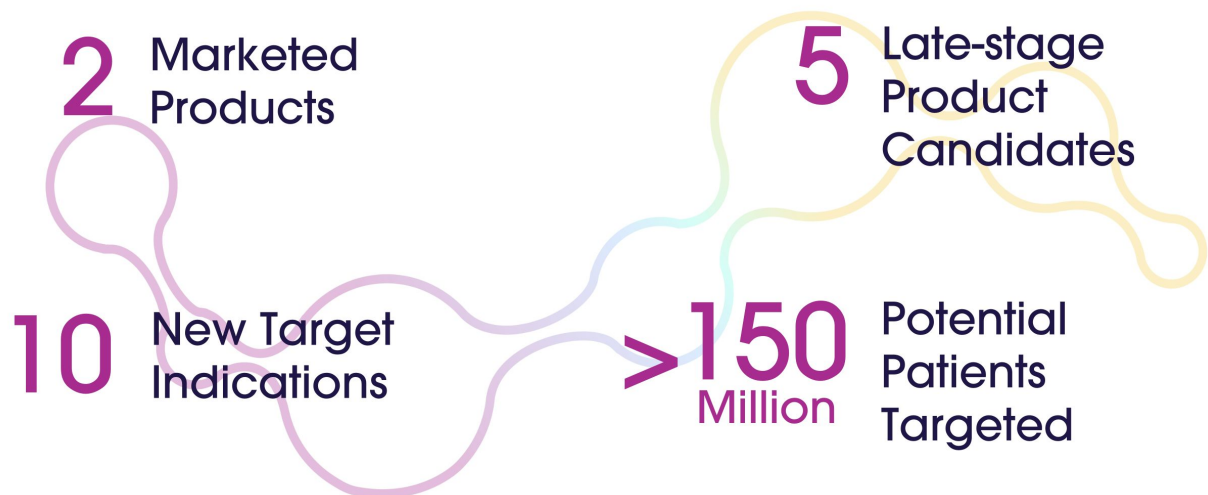 2 Marketed
Products
5 Late-stage
Product
Candidates
10 New Target
Indications
>150 Potential
Million Patients
Targeted